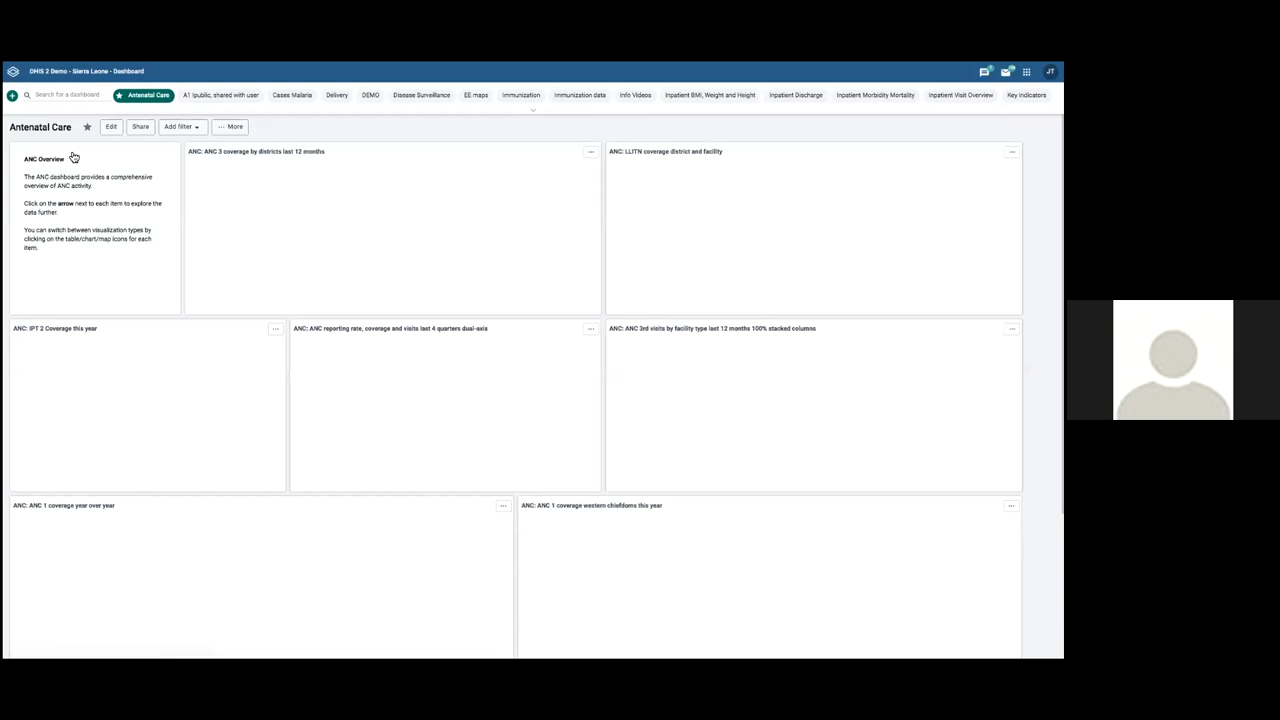 DHIS 2 Demo - Sierra Leone - Dashboard
JT
Search for a dashboard
Antenatal Care
A1 !public, shared with user
Cases Malaria
Delivery
DEMO
Disease Surveillance
EE maps
Immunization
Immunization data
Info Videos
Inpatient BMI, Weight and Height
Inpatient Discharge
Inpatient Morbidity Mortality
Inpatient Visit Overview
Key Indicators
Antenatal Care
Edit
Share
Add filter
··· More
ANC Overview
The ANC dashboard provides a comprehensive
overview of ANC activity.
Click on the arrow next to each item to explore the
data further.
You can switch between visualization types by
clicking on the table/chart/map icons for each
item.
ANC: ANC 3 coverage by districts last 12 months
ANC: LLITN coverage district and facility
ANC: IPT 2 Coverage this year
ANC: ANC reporting rate, coverage and visits last 4 quarters dual-axis
ANC: ANC 3rd visits by facility type last 12 months 100% stacked columns
ANC: ANC 1 coverage year over year
ANC: ANC 1 coverage western chiefdoms this year